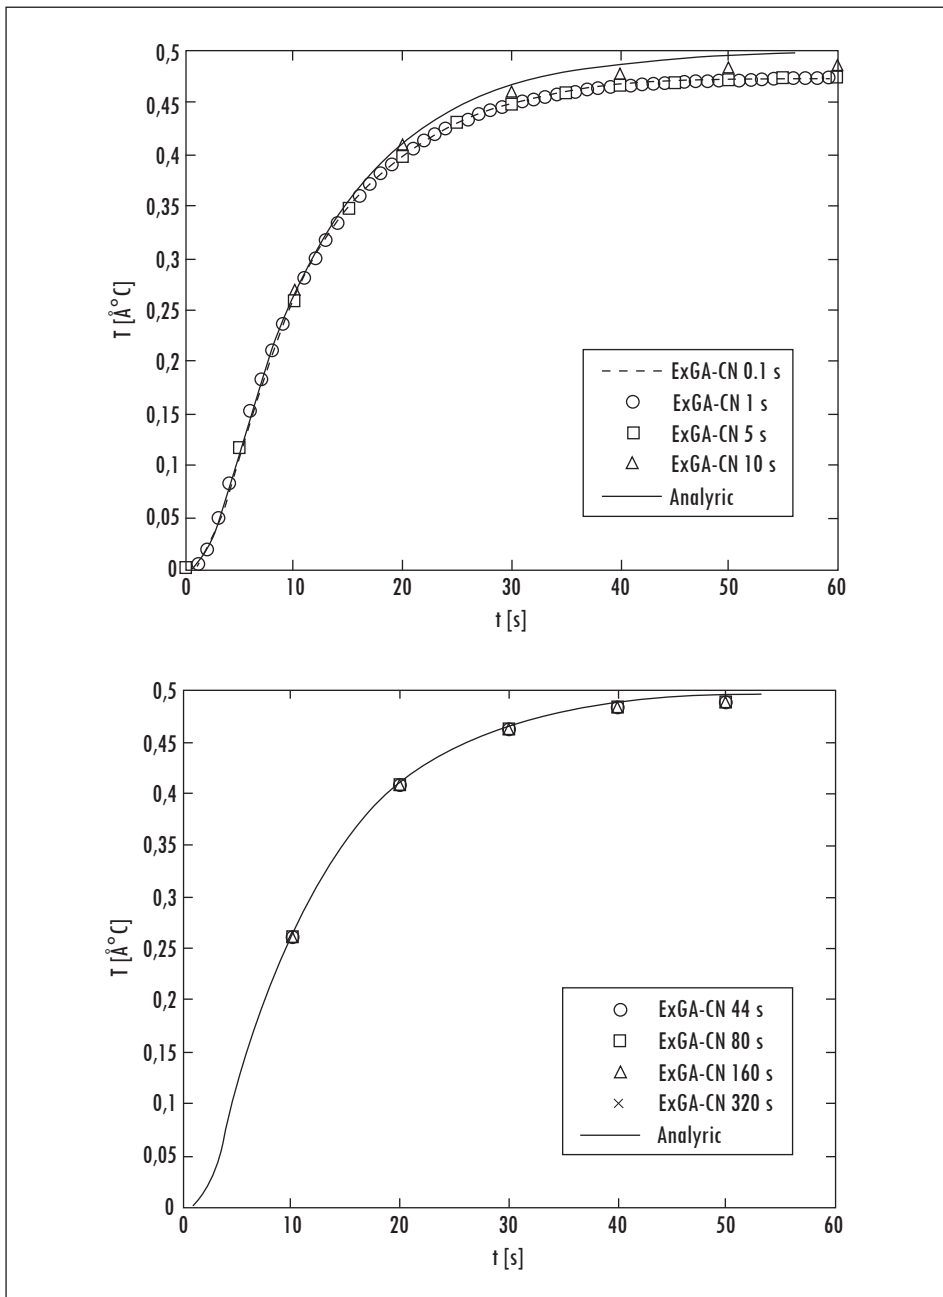 0,5
0,45
0,4
0,35
0,3
0,25
0,2
0,15
0,1
0,05
0
T [Å°C]
ExGA-CN 0.1 s
ExGA-CN 1 s
ExGA-CN 5 s
ExGA-CN 10 s
Analyric
0 10 20 30 40 50 60
t [s]
0,5
0,45
0,4
0,35
0,3
0,25
0,2
0,15
0,1
0,05
0
T [Å°C]
ExGA-CN 44 s
ExGA-CN 80 s
ExGA-CN 160 s
ExGA-CN 320 s
Analyric
0 10 20 30 40 50 60
t [s]